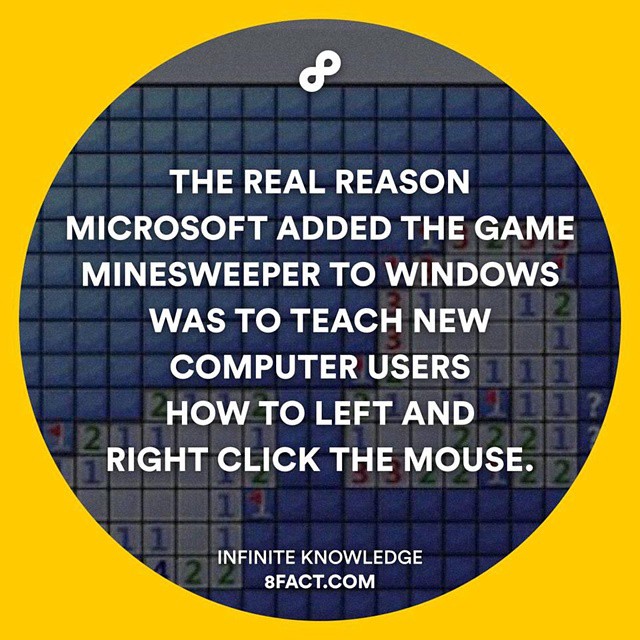 THE REAL REASON
MICROSOFT ADDED THE GAME
MINESWEEPER TO WINDOWS
WAS TO TEACH NEW
COMPUTER USERS
HOW TO LEFT AND
RIGHT CLICK THE MOUSE.
INFINITE KNOWLEDGE
8FACT.COM